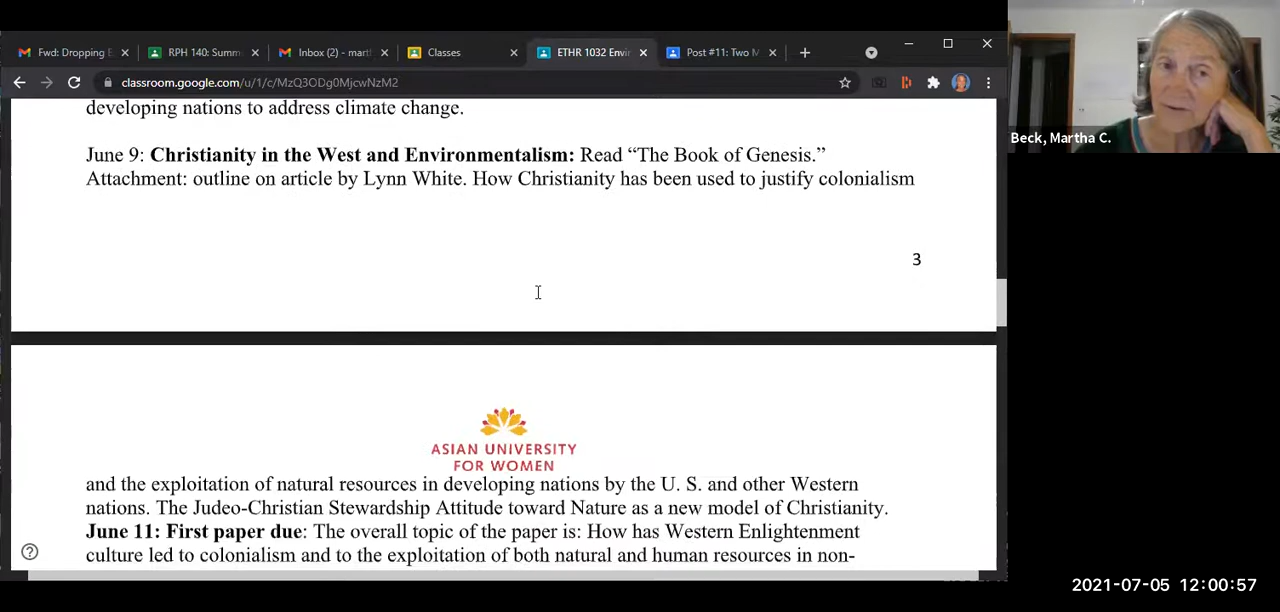 Fwd: Dropping E
RPH 140: Summ
Inbox (2) - mart
Classes
ETHR 1032 Envi
Post #11: Two M
classroom.google.com/u/1/c/MzQ3ODg0MjcwNzM2
Beck, Martha C.
developing nations to address climate change.
June 9: Christianity in the West and Environmentalism: Read “The Book of Genesis.”
Attachment: outline on article by Lynn White. How Christianity has been used to justify colonialism
3
ASIAN UNIVERSITY
FOR WOMEN
and the exploitation of natural resources in developing nations by the U. S. and other Western
nations. The Judeo-Christian Stewardship Attitude toward Nature as a new model of Christianity.
June 11: First paper due: The overall topic of the paper is: How has Western Enlightenment
culture led to colonialism and to the exploitation of both natural and human resources in non-
2021-07-05 12:00:57